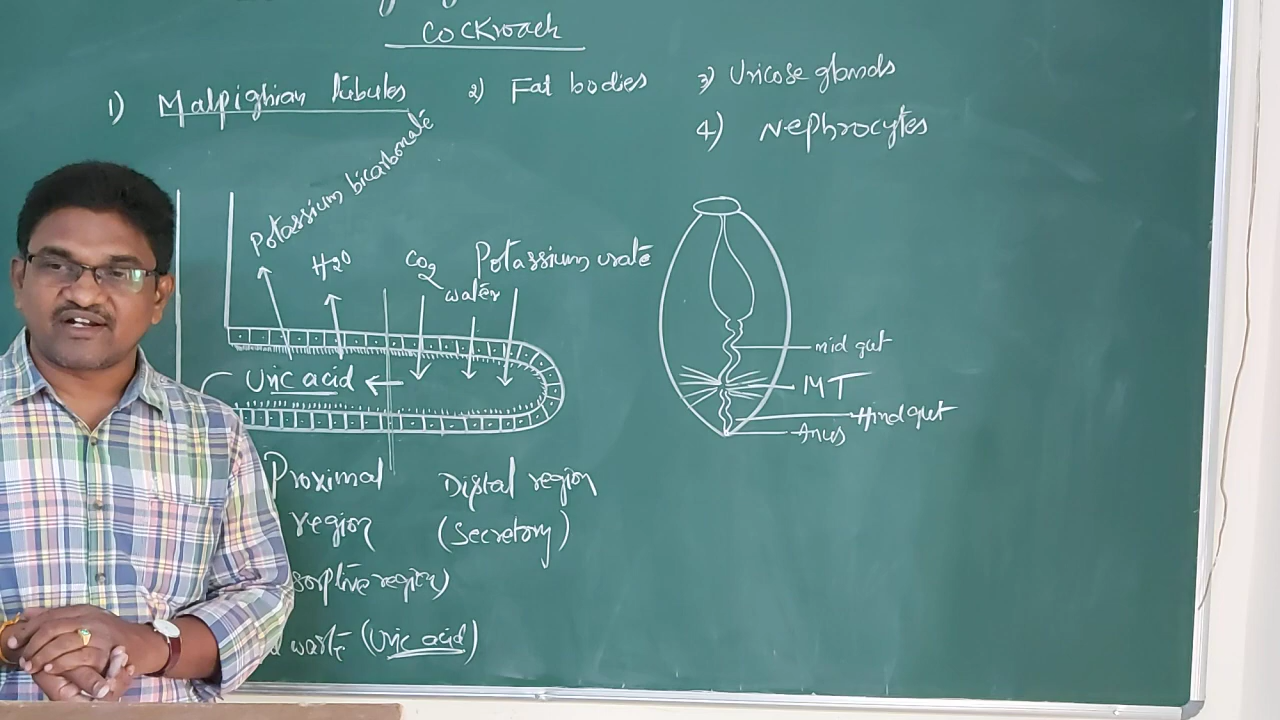 Cockroach
1) Malpighian tubules
2) Fat bodies
3) Uricose glands
4) Nephrocytes
Potassium bicarbonate
H2O
CO2
water
Potassium urate
Uric acid
Proximal
region
sorptive region)
Distal region
(Secretory)
waste (Uric acid)
mid gut
MT
Hind gut
Anus